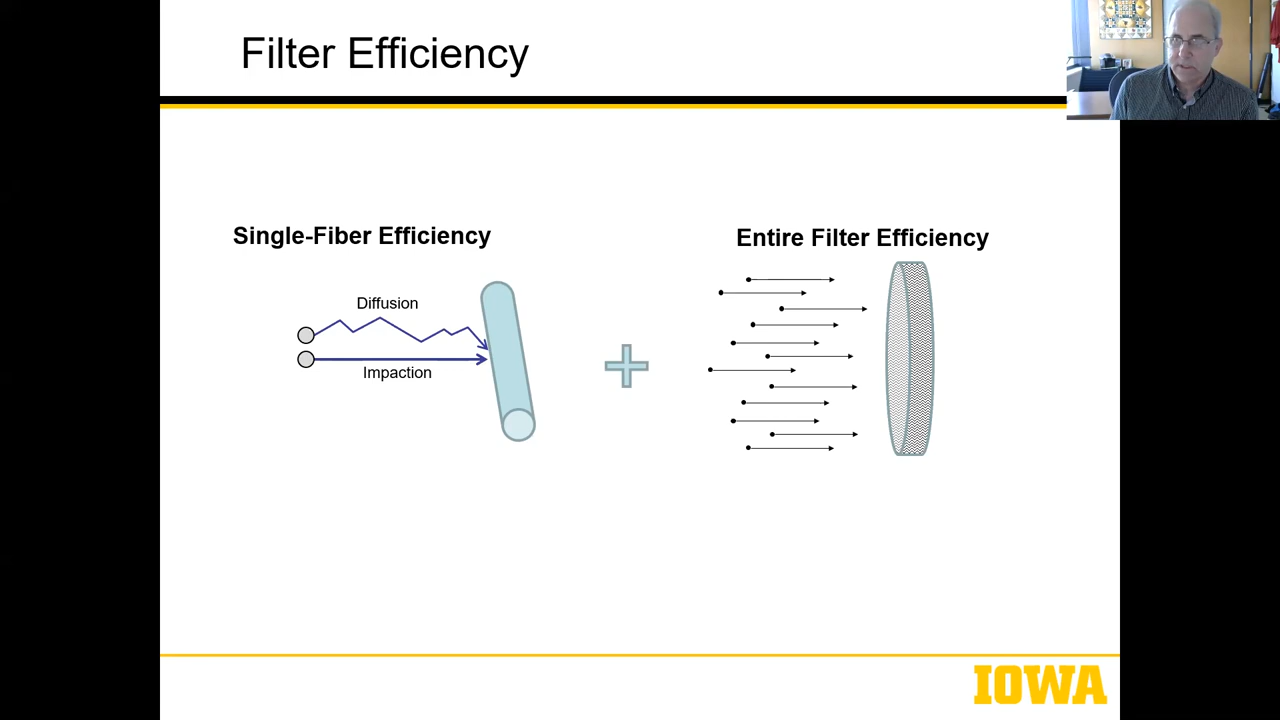 Filter Efficiency
Single-Fiber Efficiency
Entire Filter Efficiency
Diffusion
Impaction
IOWA